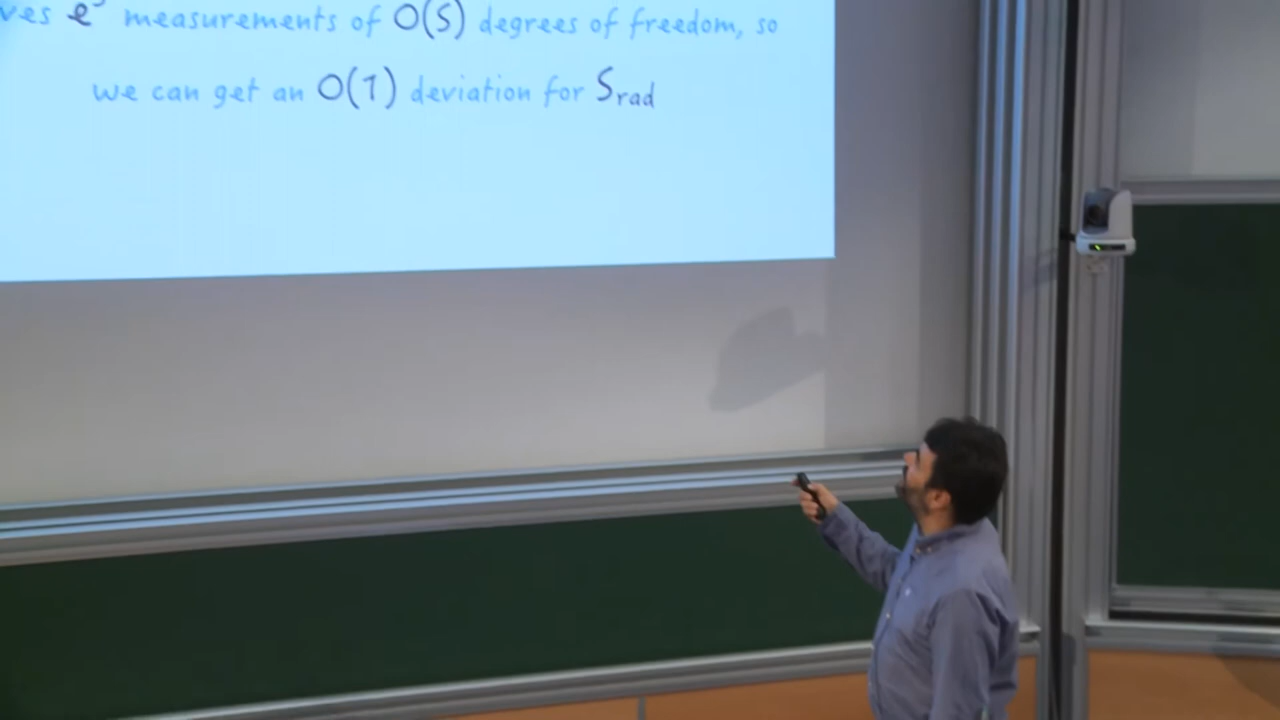 measurements of O(S) degrees of freedom, so
we can get an O(1) deviation for Srad